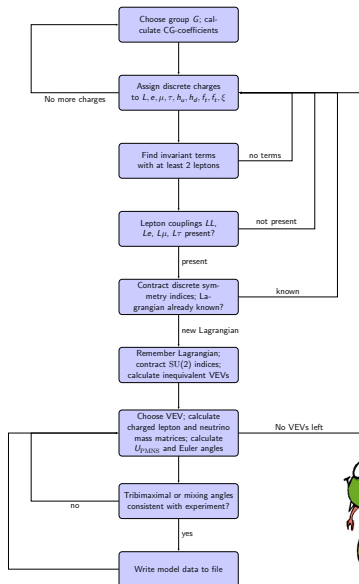 Choose group G; cal-
culate CG-coefficients
Assign discrete charges
to L, e, μ, τ, h_u, h_d, f_t, f_t, ξ
No more charges
Find invariant terms
with at least 2 leptons
no terms
Lepton couplings LL,
Le, Lμ, Lτ present?
not present
present
Contract discrete sym-
metry indices; La-
grangian already known?
known
new Lagrangian
Remember Lagrangian;
contract SU(2) indices;
calculate inequivalent VEVs
Choose VEV; calculate
charged lepton and neutrino
mass matrices; calculate
U_PMNS and Euler angles
No VEVs left
Tribimaximal or mixing angles
consistent with experiment?
no
yes
Write model data to file